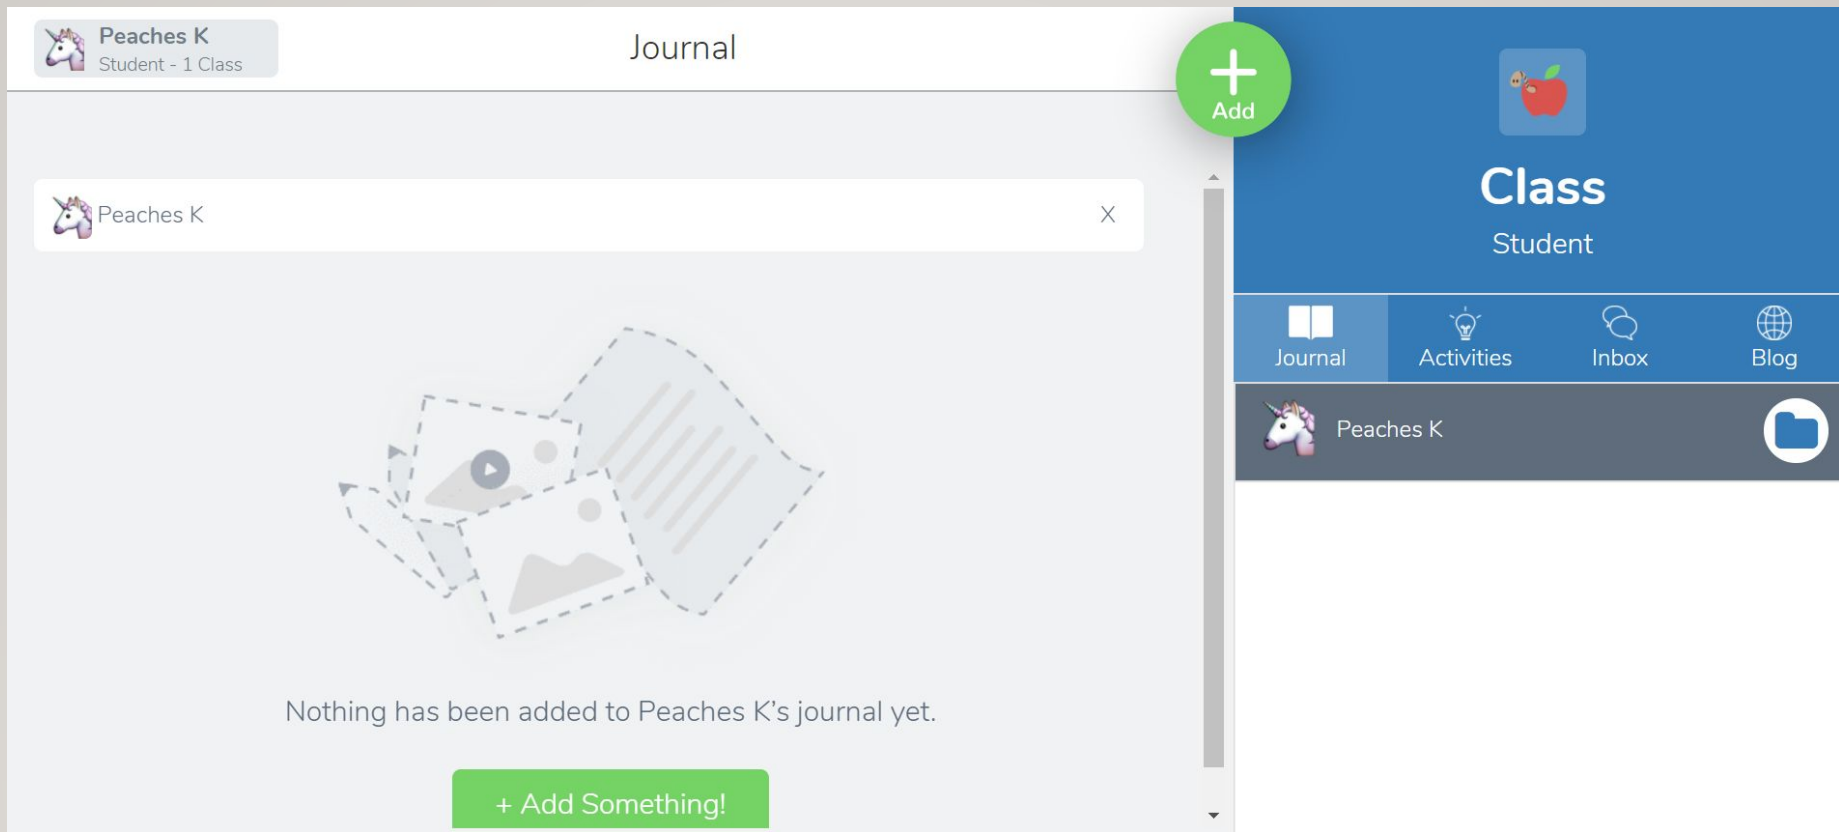 Peaches K
Student - 1 Class
Journal
Add
Class
Student
Journal
Activities
Inbox
Blog
Peaches K
X
Peaches K
Nothing has been added to Peaches K's journal yet.
+ Add Something!